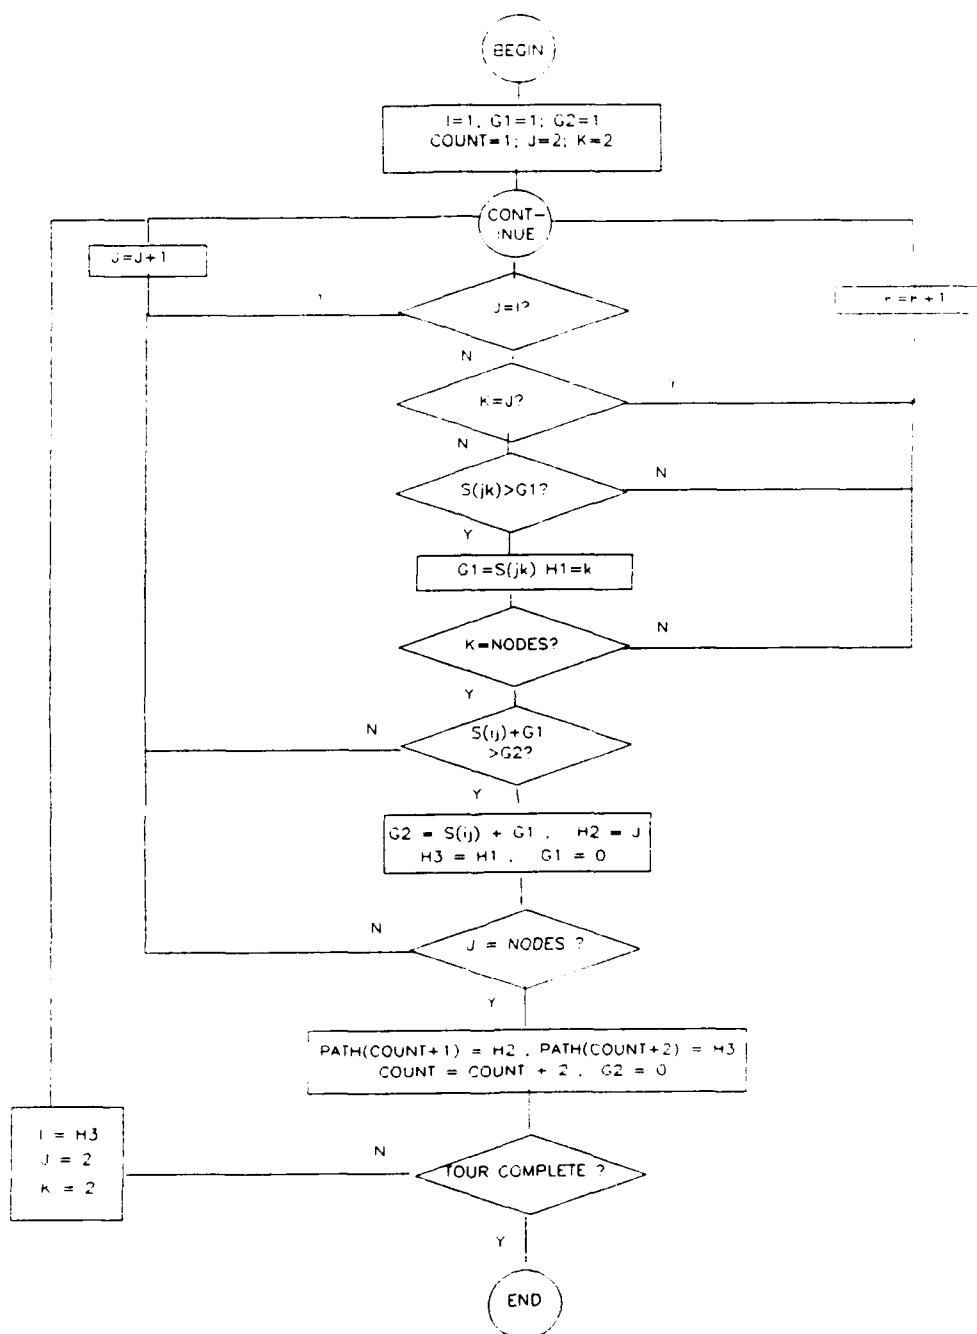 BEGIN
I=1, G1=1; G2=1
COUNT=1; J=2; K=2
CONT-
INUE
J=J+1
J=I?
K=K+1
N
K=J?
N
S(jk)>G1?
N
Y
G1=S(jk) H1=k
K=NODES?
N
Y
S(ij)+G1
>G2?
N
Y
G2 = S(ij) + G1 , H2 = J
H3 = H1 , G1 = 0
J = NODES ?
N
Y
PATH(COUNT+1) = H2 , PATH(COUNT+2) = H3
COUNT = COUNT + 2 , G2 = 0
I = H3
J = 2
K = 2
N
TOUR COMPLETE ?
Y
END